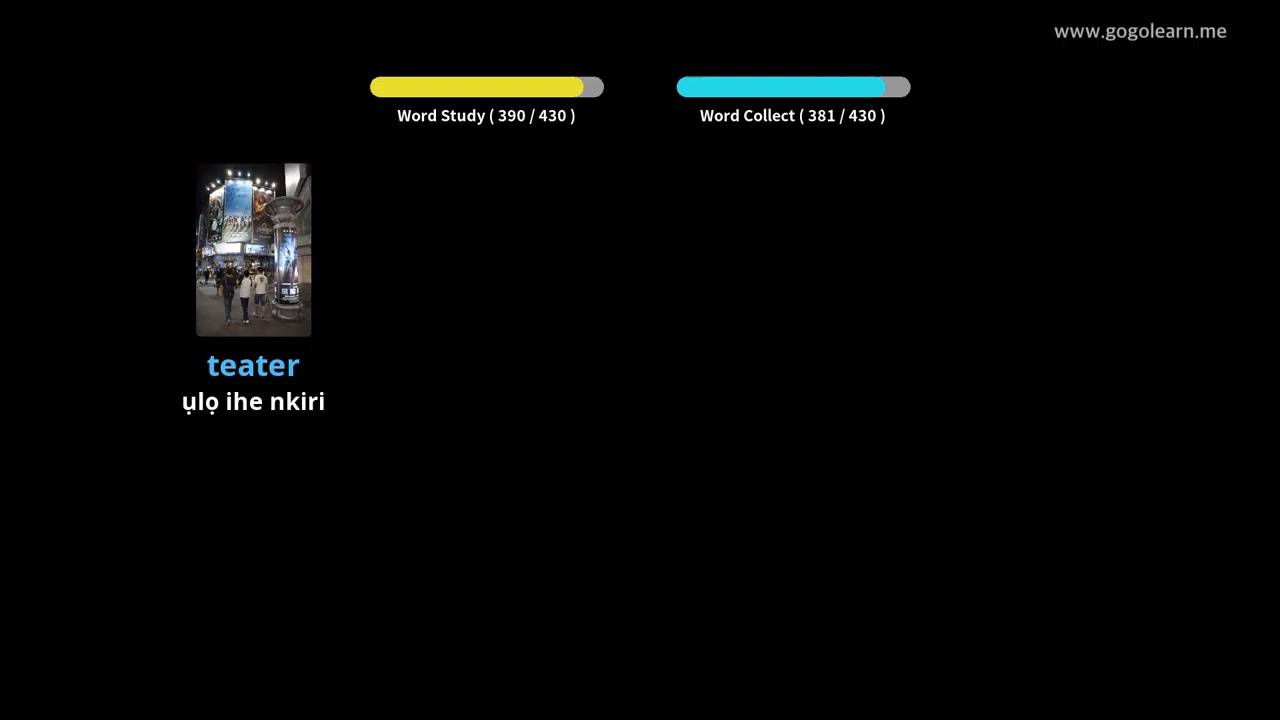 www.gogolearn.me
Word Study ( 390 / 430 )
Word Collect ( 381 / 430 )
teater
ụlọ ihe nkiri